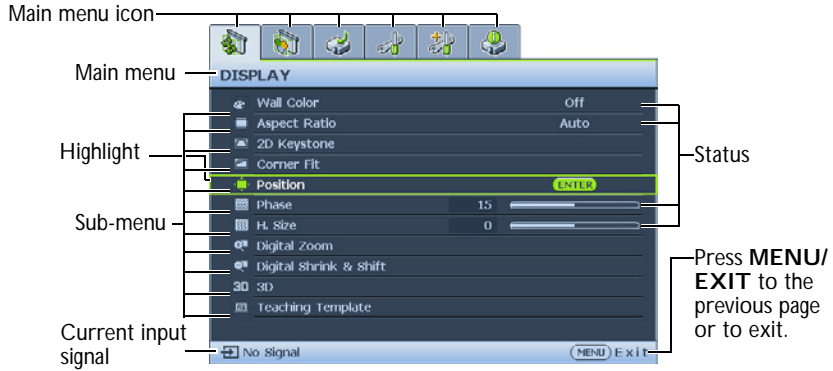 Main menu icon
Main menu
DISPLAY
Wall Color Off
Aspect Ratio Auto
2D Keystone
Corner Fit
Highlight
Position ENTER
Status
Phase 15
H. Size 0
Sub-menu
Digital Zoom
Digital Shrink & Shift
3D 3D
Teaching Template
Press MENU/
EXIT to the
previous page
or to exit.
Current input
signal
No Signal MENU Exit